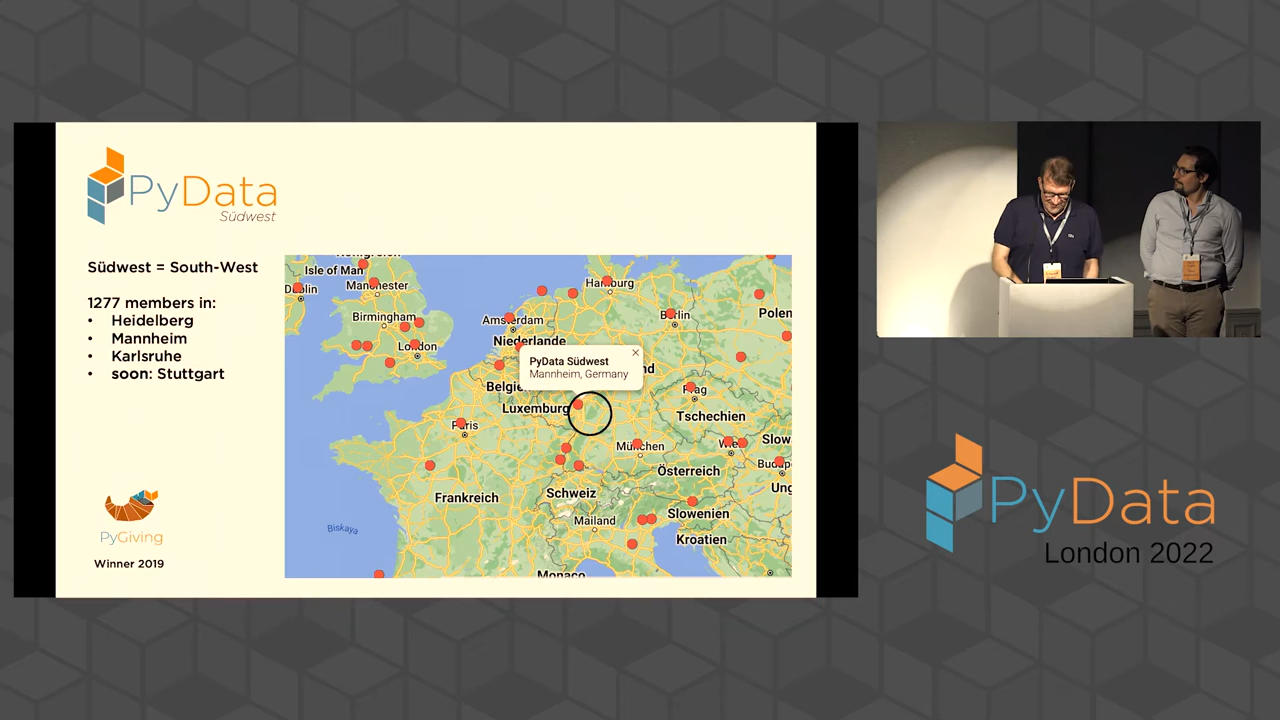 PyData
Südwest
Südwest = South-West
1277 members in:
• Heidelberg
• Mannheim
• Karlsruhe
• soon: Stuttgart
PyGiving
Winner 2019
Isle of Man
Dublin
Manchester
Birmingham
London
Amsterdam
Niederlande
Hamburg
Berlin
Polen
PyData Südwest
Mannheim, Germany
nd
Belgie
Luxemburg
Prag
Tschechien
Paris
München
Wien
Slow
Budap
Österreich
Ung
Frankreich
Schweiz
Slowenien
Mailand
Kroatien
Biskaya
Monaco
PyData
London 2022